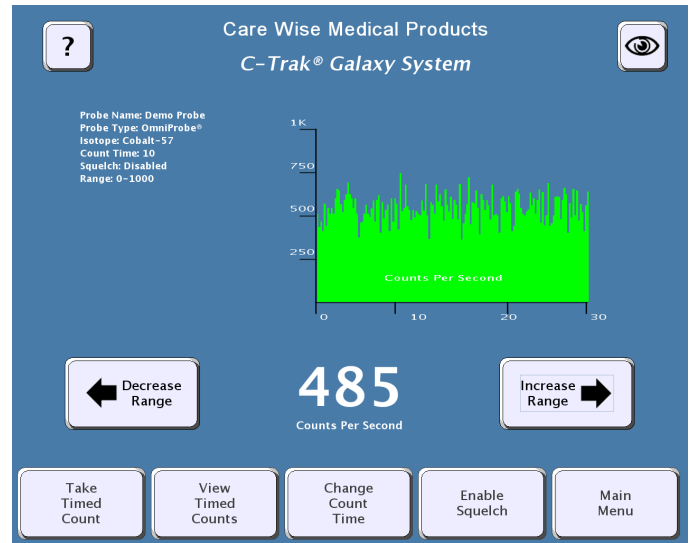 ?
Care Wise Medical Products
C-Trak® Galaxy System
Probe Name: Demo Probe
Probe Type: OmniProbe®
Isotope: Cobalt-57
Count Time: 10
Squelch: Disabled
Range: 0-1000
1K
750
500
250
Counts Per Second
0
10
20
30
Decrease
Range
485
Counts Per Second
Increase
Range
Take
Timed
Count
View
Timed
Counts
Change
Count
Time
Enable
Squelch
Main
Menu